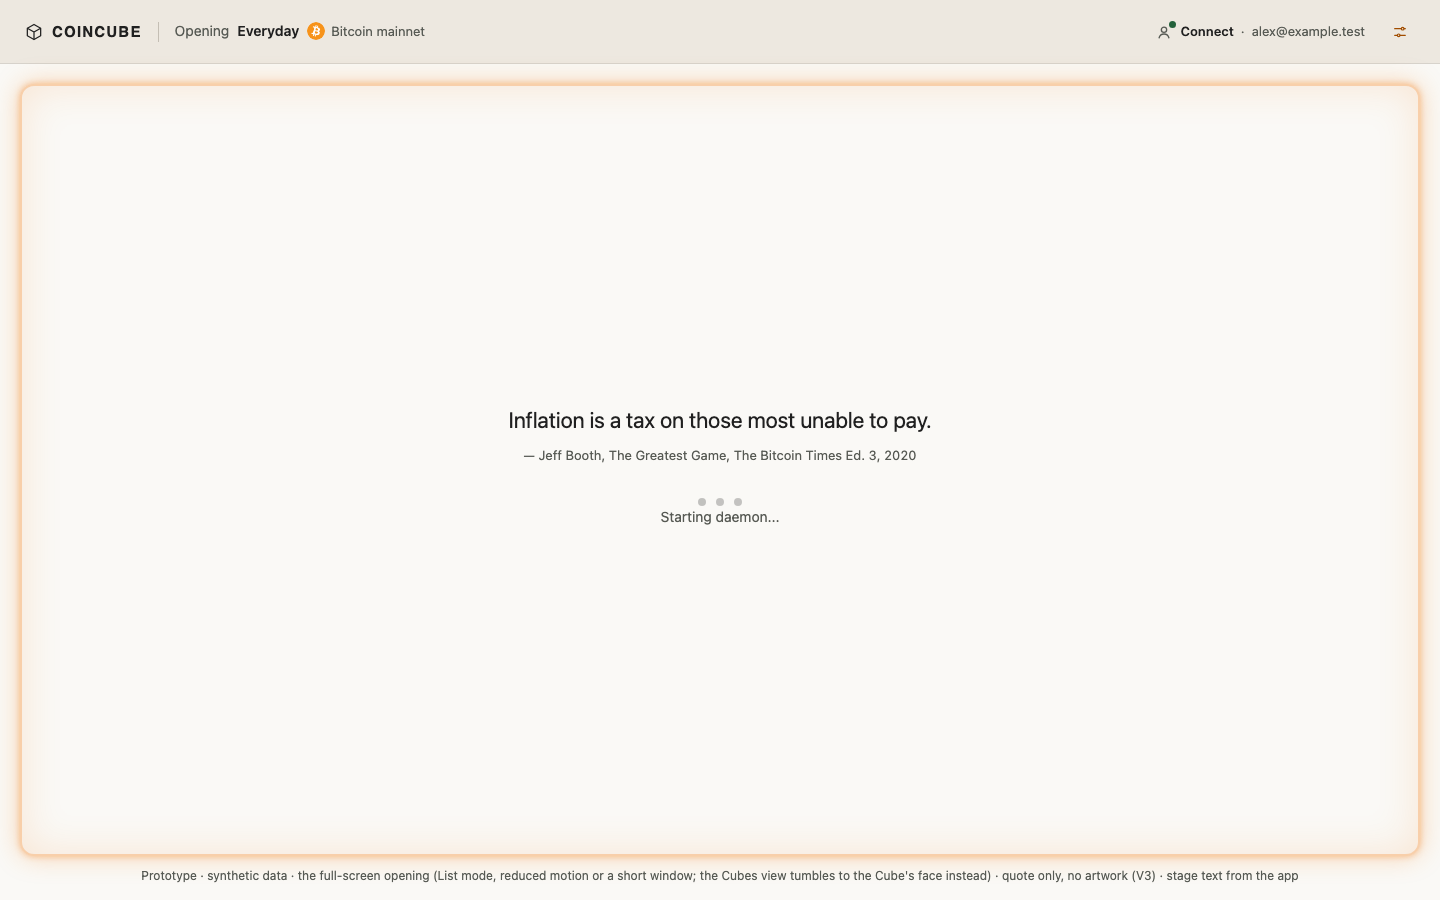 COINCUBE Opening Everyday Bitcoin mainnet Connect · alex@example.test
Inflation is a tax on those most unable to pay.
— Jeff Booth, The Greatest Game, The Bitcoin Times Ed. 3, 2020
Starting daemon...
Prototype · synthetic data · the full-screen opening (List mode, reduced motion or a short window; the Cubes view tumbles to the Cube's face instead) · quote only, no artwork (V3) · stage text from the app